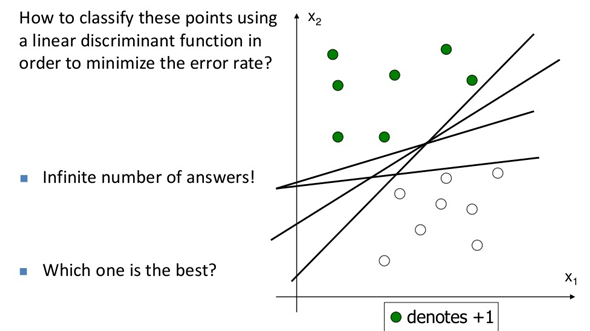 How to classify these points using
a linear discriminant function in
order to minimize the error rate?
x2
Infinite number of answers!
Which one is the best?
x1
denotes +1